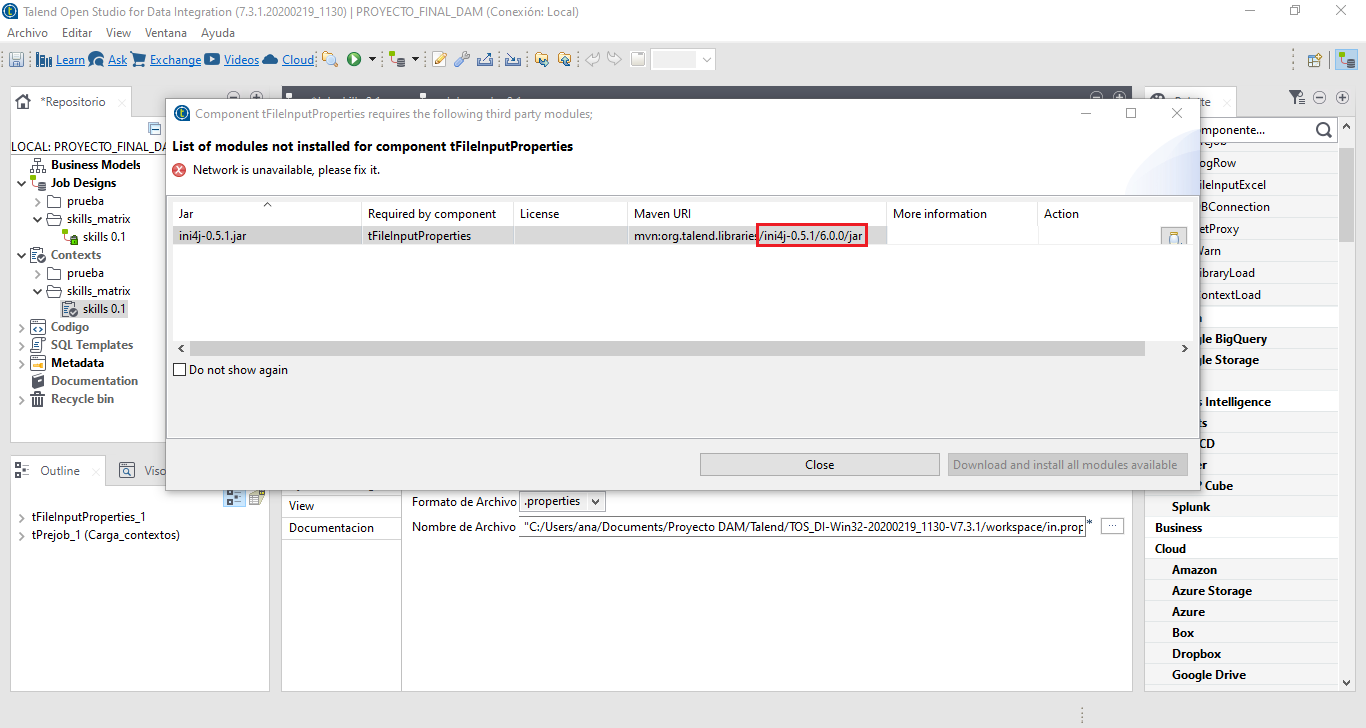 Talend Open Studio for Data Integration (7.3.1.20200219_1130) | PROYECTO_FINAL_DAM (Conexión: Local)
Archivo Editar View Ventana Ayuda
Learn Ask Exchange Videos Cloud
*Repositorio
LOCAL: PROYECTO_FINAL_DA
Business Models
Job Designs
prueba
skills_matrix
skills 0.1
Contexts
prueba
skills_matrix
skills 0.1
Codigo
SQL Templates
Metadata
Documentation
Recycle bin
Component tFileInputProperties requires the following third party modules;
List of modules not installed for component tFileInputProperties
Network is unavailable, please fix it.
Jar Required by component License Maven URI More information Action
ini4j-0.5.1.jar tFileInputProperties mvn:org.talend.libraries/ini4j-0.5.1/6.0.0/jar
Do not show again
Close Download and install all modules available
Outline Viso
tFileInputProperties_1
tPrejob_1 (Carga_contextos)
View
Documentacion
Formato de Archivo .properties
Nombre de Archivo "C:/Users/ana/Documents/Proyecto DAM/Talend/TOS_DI-Win32-20200219_1130-V7.3.1/workspace/in.prop * ...
mponente...
ogRow
ileInputExcel
BConnection
etProxy
Warn
ibraryLoad
ontextLoad
le BigQuery
le Storage
s Intelligence
ts
CD
er
P Cube
Splunk
Business
Cloud
Amazon
Azure Storage
Azure
Box
Dropbox
Google Drive